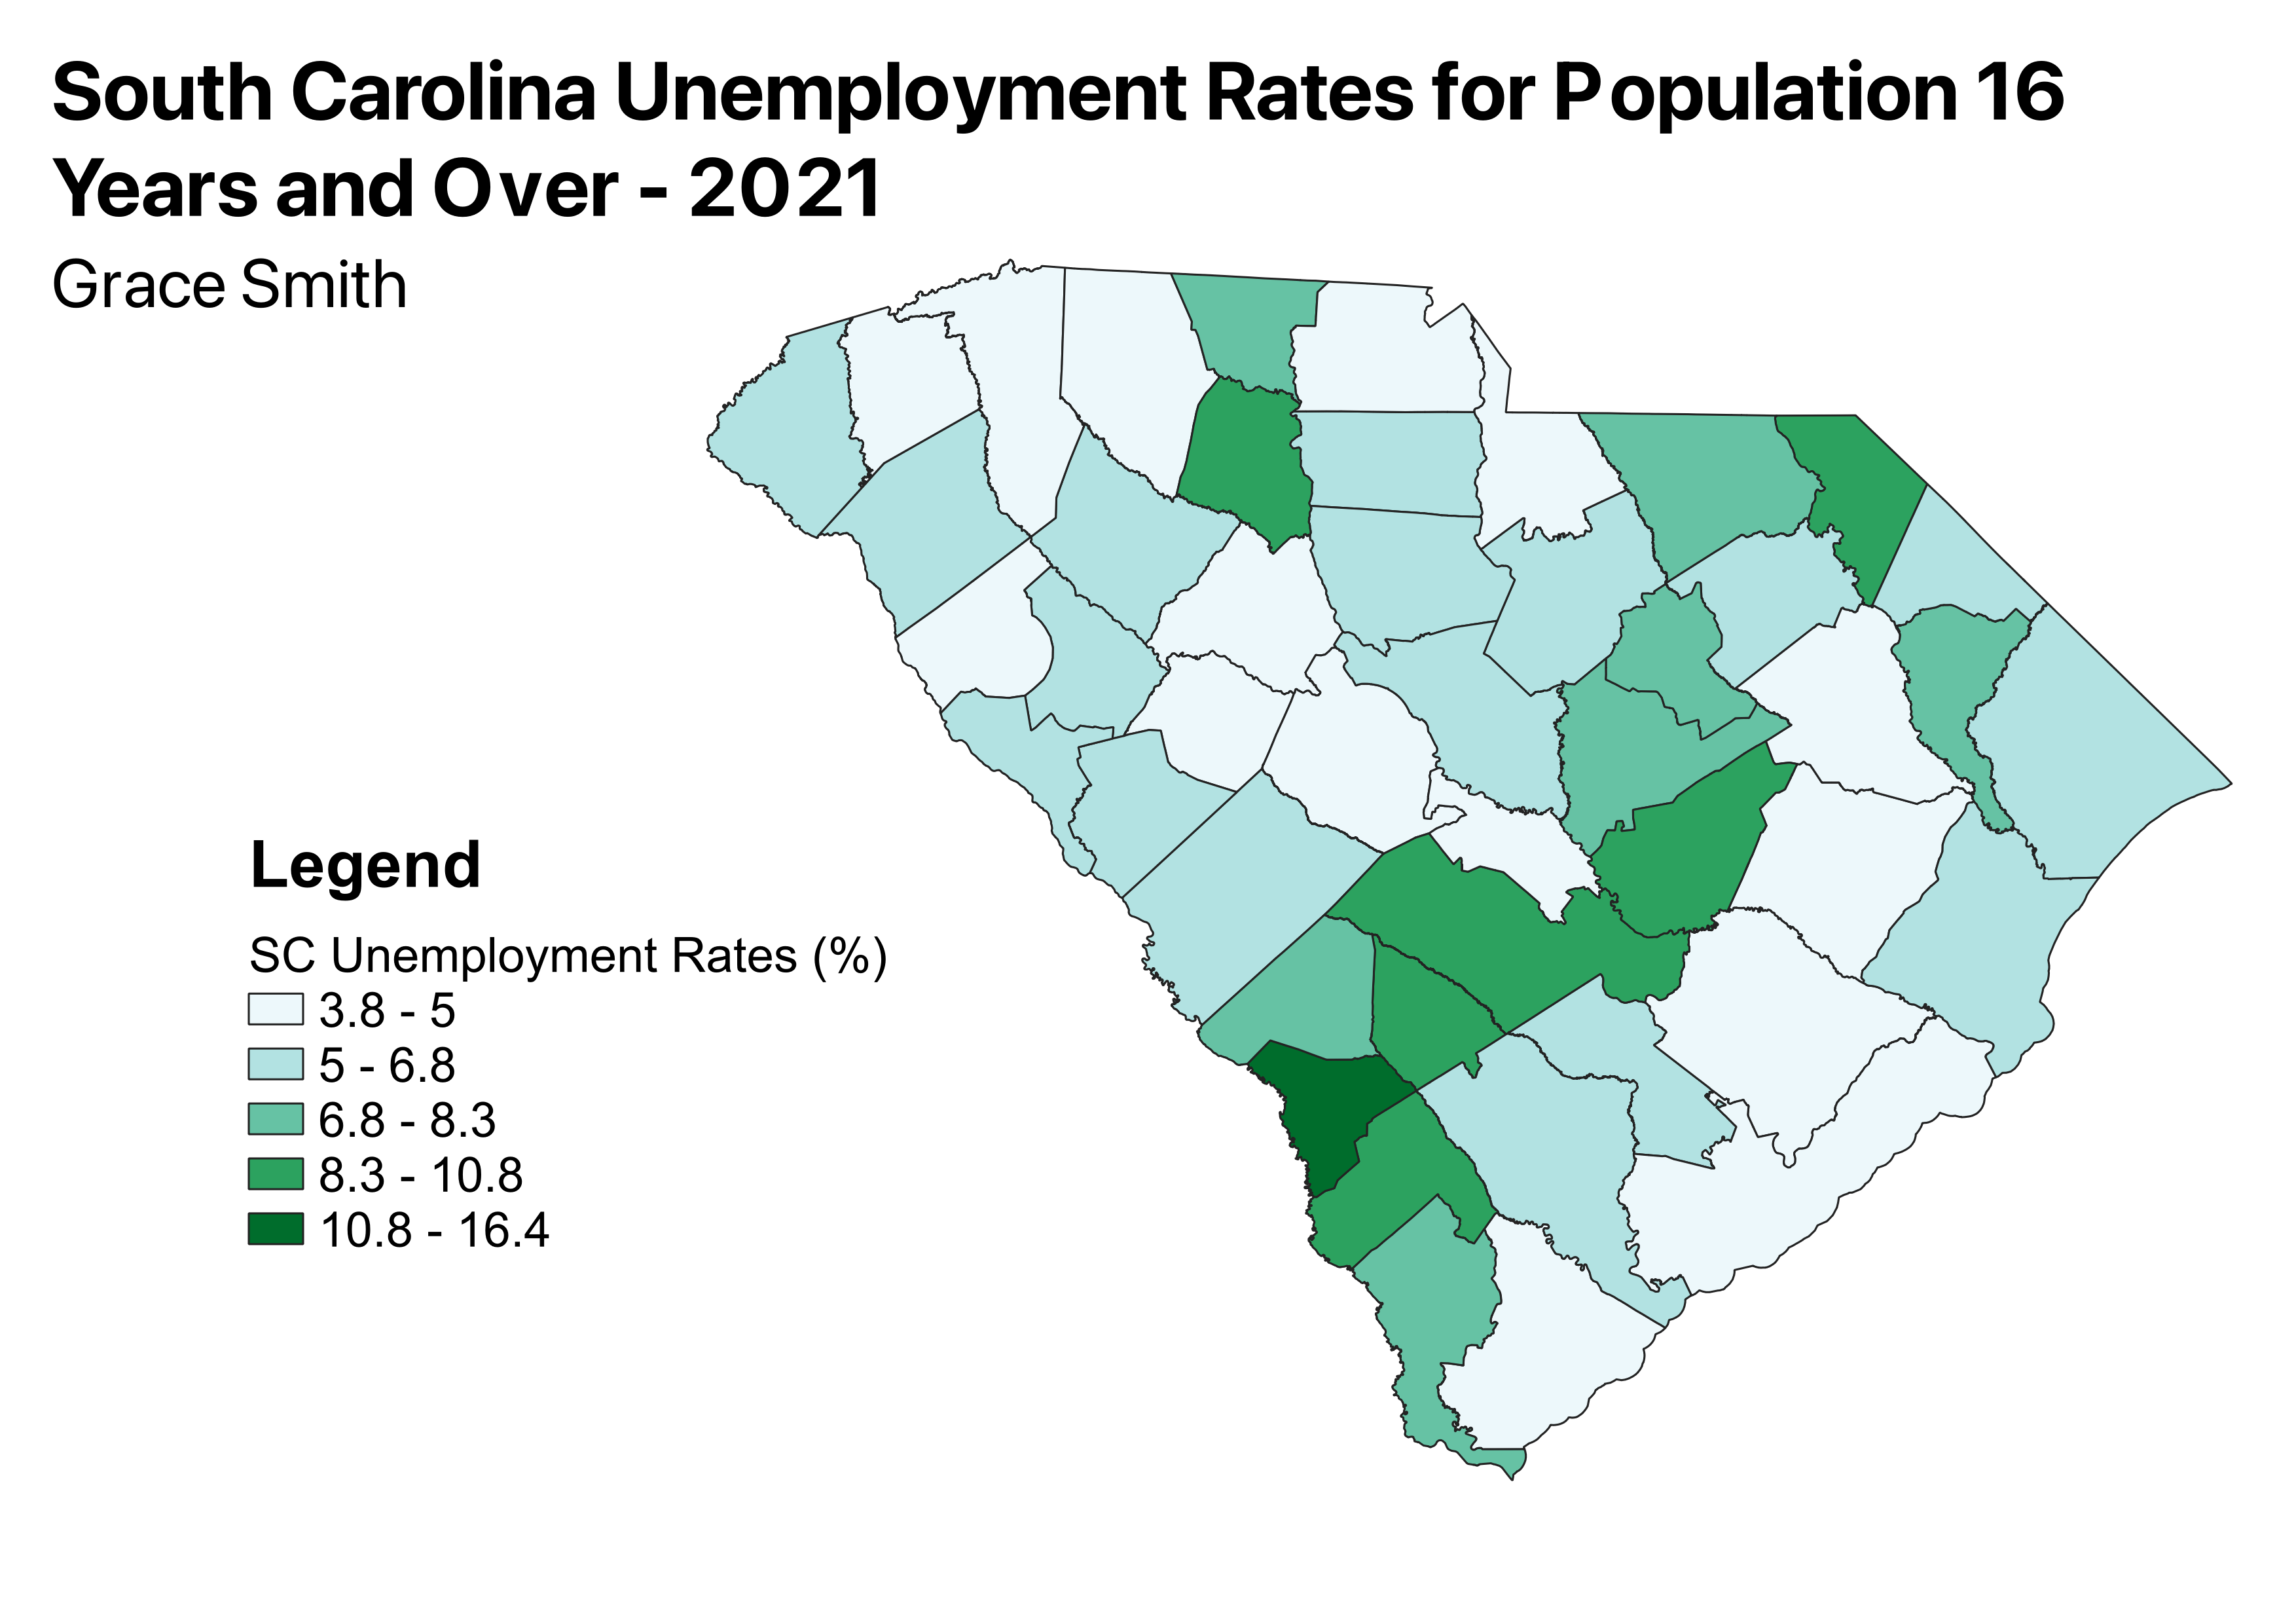 South Carolina Unemployment Rates for Population 16
Years and Over - 2021
Grace Smith
Legend
SC Unemployment Rates (%)
3.8 - 5
5 - 6.8
6.8 - 8.3
8.3 - 10.8
10.8 - 16.4